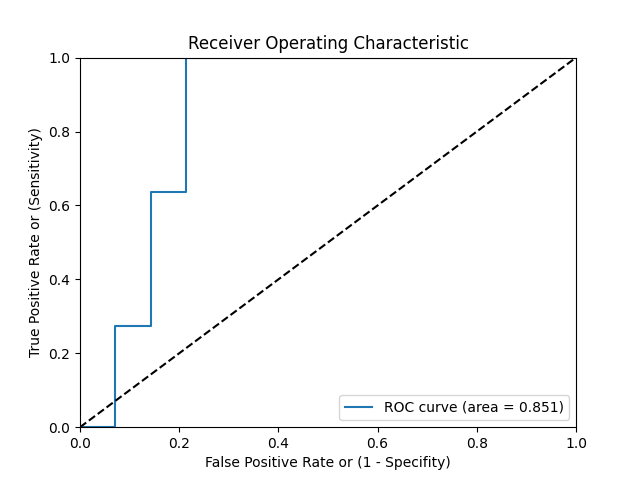 Receiver Operating Characteristic
1.0
0.8
0.6
0.4
0.2
0.0
True Positive Rate or (Sensitivity)
ROC curve (area = 0.851)
0.0 0.2 0.4 0.6 0.8 1.0
False Positive Rate or (1 - Specifity)